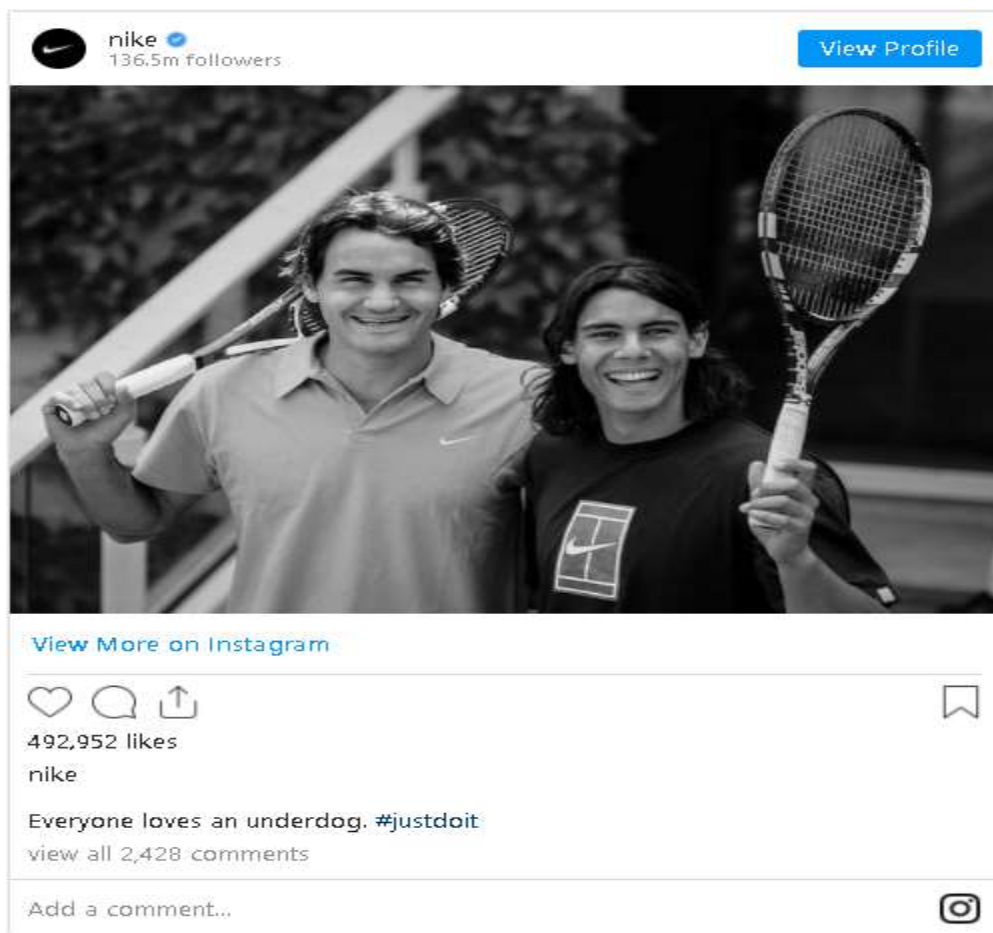 nike
136.5m followers
View Profile
View More on Instagram
492,952 likes
nike
Everyone loves an underdog. #justdoit
view all 2,428 comments
Add a comment...